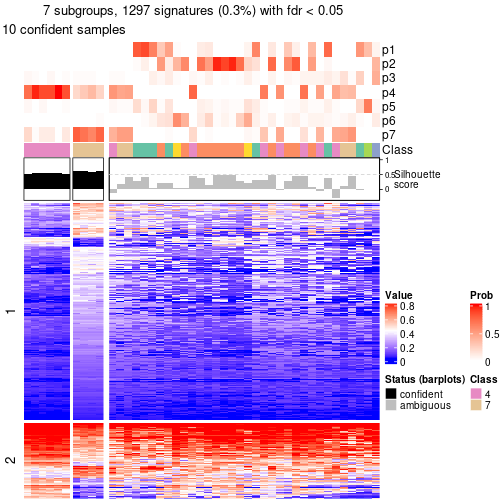 7 subgroups, 1297 signatures (0.3%) with fdr < 0.05
10 confident samples
p1
p2
p3
p4
p5
p6
p7
Class
1
0.5
0
Silhouette
score
1
2
Value
0.8
0.6
0.4
0.2
0
Prob
1
0.5
0
Status (barplots)
confident
ambiguous
Class
4
7